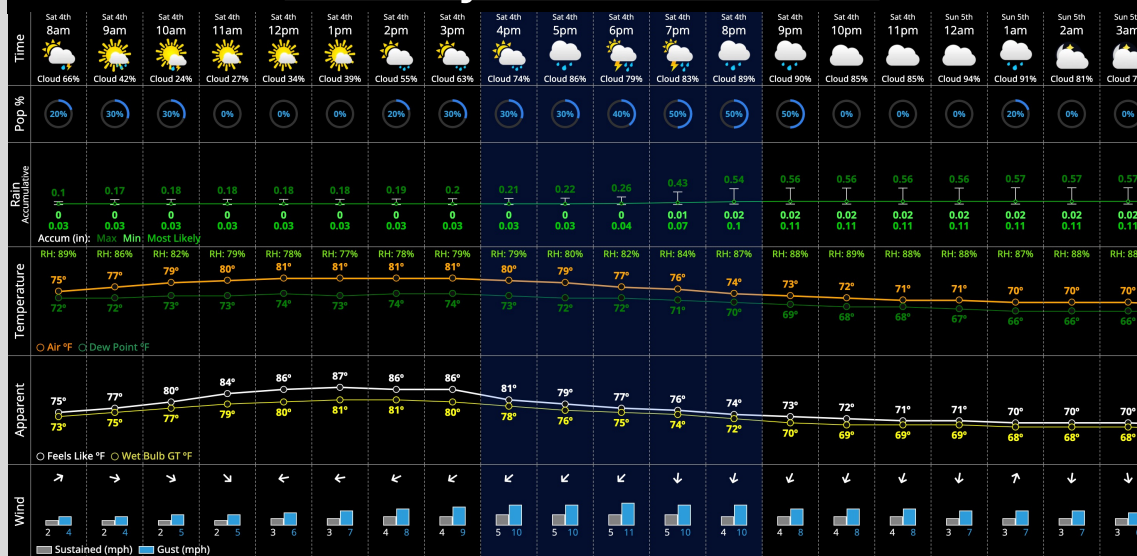 Sat 4th Sat 4th Sat 4th Sat 4th Sat 4th Sat 4th Sat 4th Sat 4th Sat 4th Sat 4th Sat 4th Sat 4th Sat 4th Sat 4th Sat 4th Sat 4th Sun 5th Sun 5th Sun 5th Sun 5th
Time 8am 9am 10am 11am 12pm 1pm 2pm 3pm 4pm 5pm 6pm 7pm 8pm 9pm 10pm 11pm 12am 1am 2am 3am
Cloud 66% Cloud 42% Cloud 24% Cloud 27% Cloud 34% Cloud 39% Cloud 55% Cloud 63% Cloud 74% Cloud 86% Cloud 79% Cloud 83% Cloud 89% Cloud 90% Cloud 85% Cloud 85% Cloud 94% Cloud 91% Cloud 81% Cloud 7
Pop % 20% 30% 30% 0% 0% 0% 20% 30% 30% 30% 40% 50% 50% 50% 0% 0% 0% 20% 0% 0%
Rain Accumulative
0.1 0.17 0.18 0.18 0.18 0.18 0.19 0.2 0.21 0.22 0.26 0.43 0.54 0.56 0.56 0.56 0.56 0.57 0.57 0.57
0 0 0 0 0 0 0 0 0 0 0 0.01 0.02 0.02 0.02 0.02 0.02 0.02 0.02 0.02
0.03 0.03 0.03 0.03 0.03 0.03 0.03 0.03 0.03 0.03 0.04 0.07 0.1 0.11 0.11 0.11 0.11 0.11 0.11 0.11
Accum (in): Max Min Most Likely
RH: 89% RH: 86% RH: 82% RH: 79% RH: 78% RH: 77% RH: 78% RH: 79% RH: 79% RH: 80% RH: 82% RH: 84% RH: 87% RH: 88% RH: 89% RH: 88% RH: 88% RH: 87% RH: 88% RH: 88
Temperature
75° 77° 79° 80° 81° 81° 81° 81° 80° 79° 77° 76° 74° 73° 72° 71° 71° 70° 70° 70°
72° 72° 73° 73° 74° 73° 74° 74° 73° 72° 72° 71° 70° 69° 68° 68° 67° 66° 66° 66°
Air °F Dew Point °F
Apparent
75° 77° 80° 84° 86° 87° 86° 86° 81° 79° 77° 76° 74° 73° 72° 71° 71° 70° 70° 70°
73° 75° 77° 79° 80° 81° 81° 80° 78° 76° 75° 74° 72° 70° 69° 69° 69° 68° 68° 68°
Feels Like °F Wet Bulb GT °F
Wind
2 4 2 4 2 5 2 5 3 6 3 7 4 8 4 9 5 10 5 10 5 11 5 10 4 10 4 8 4 8 4 8 3 7 3 7 3 7 3 6
Sustained (mph) Gust (mph)